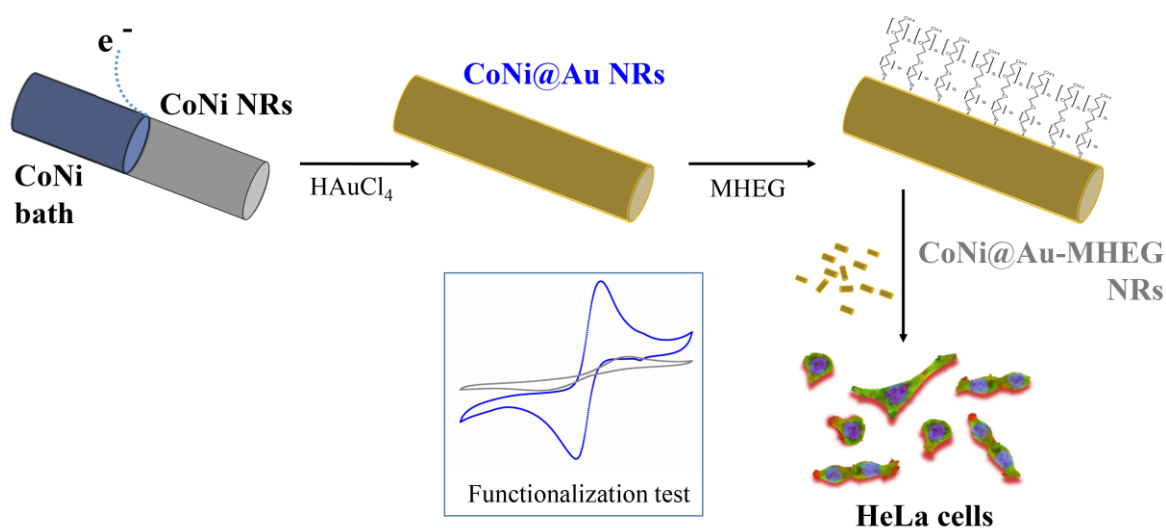 e-
CoNi NRs
CoNi
bath
HAuCl4
CoNi@Au NRs
MHEG
CoNi@Au-MHEG
NRs
Functionalization test
HeLa cells